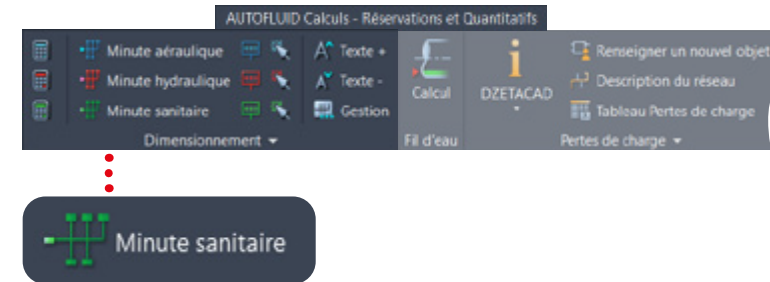 AUTOFLUID Calculs - Réservations et Quantitatifs
Minute aéraulique
Texte +
Minute hydraulique
Texte -
Minute sanitaire
Gestion
Dimensionnement
Calcul
Fil d'eau
DZETACAD
Renseigner un nouvel objet
Description du réseau
Tableau Pertes de charge
Pertes de charge
Minute sanitaire